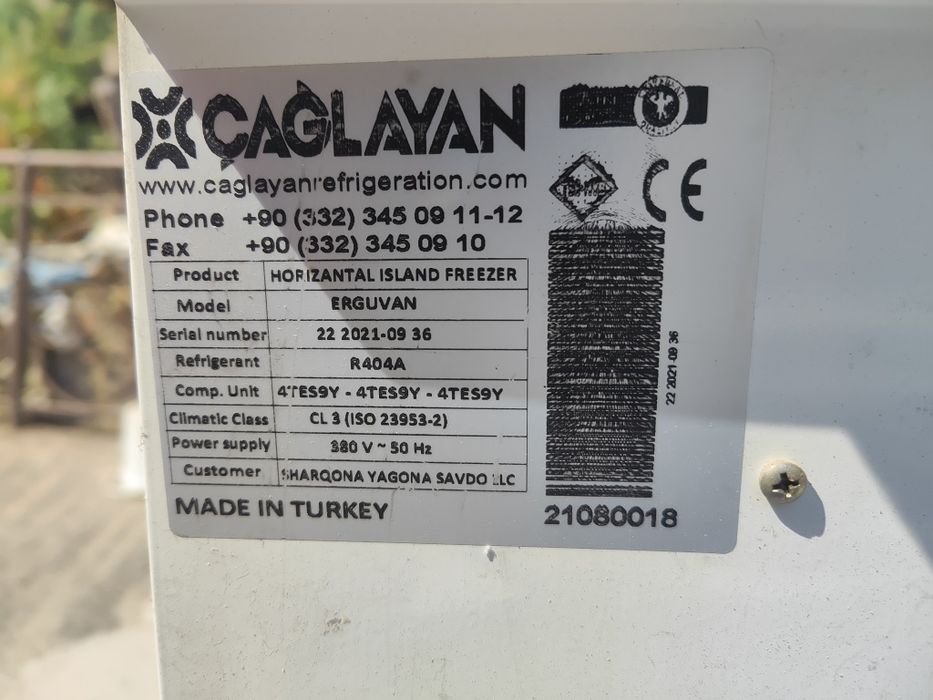 ÇAĞLAYAN
www.caglayanrefrigeration.com
Phone +90 (332) 345 09 11-12
Fax +90 (332) 345 09 10
Product HORIZANTAL ISLAND FREEZER
Model ERGUVAN
Serial number 22 2021-09 36
Refrigerant R404A
Comp. Unit 4TES9Y - 4TES9Y - 4TES9Y
Climatic Class CL 3 (ISO 23953-2)
Power supply 380 V ~ 50 Hz
Customer SHARQONA YAGONA SAVDO LLC
MADE IN TURKEY
CE
22 2021-09 36
21080018